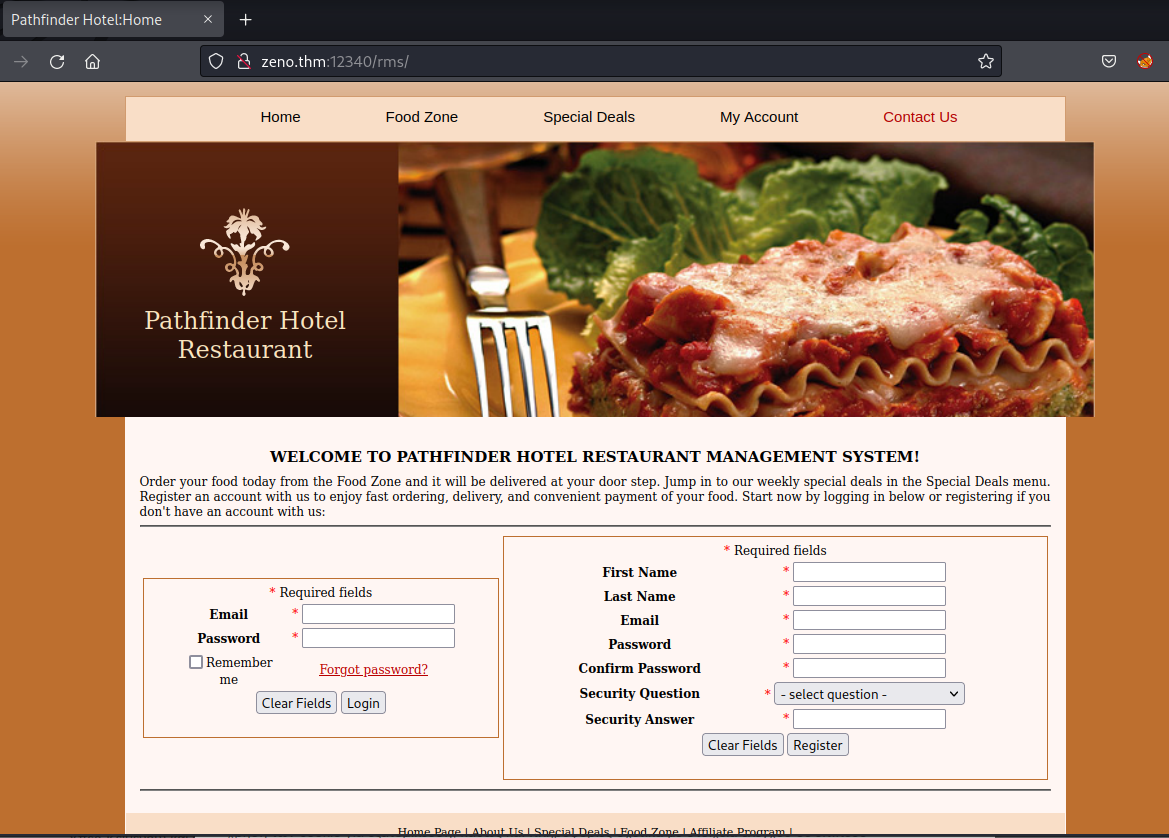 Pathfinder Hotel:Home
zeno.thm:12340/rms/
Home Food Zone Special Deals My Account Contact Us
Pathfinder Hotel
Restaurant
WELCOME TO PATHFINDER HOTEL RESTAURANT MANAGEMENT SYSTEM!
Order your food today from the Food Zone and it will be delivered at your door step. Jump in to our weekly special deals in the Special Deals menu.
Register an account with us to enjoy fast ordering, delivery, and convenient payment of your food. Start now by logging in below or registering if you
don't have an account with us:
* Required fields
Email *
Password *
Remember
me
Forgot password?
Clear Fields Login
* Required fields
First Name *
Last Name *
Email *
Password *
Confirm Password *
Security Question * - select question -
Security Answer *
Clear Fields Register
Home Page | About Us | Special Deals | Food Zone | Affiliate Program |